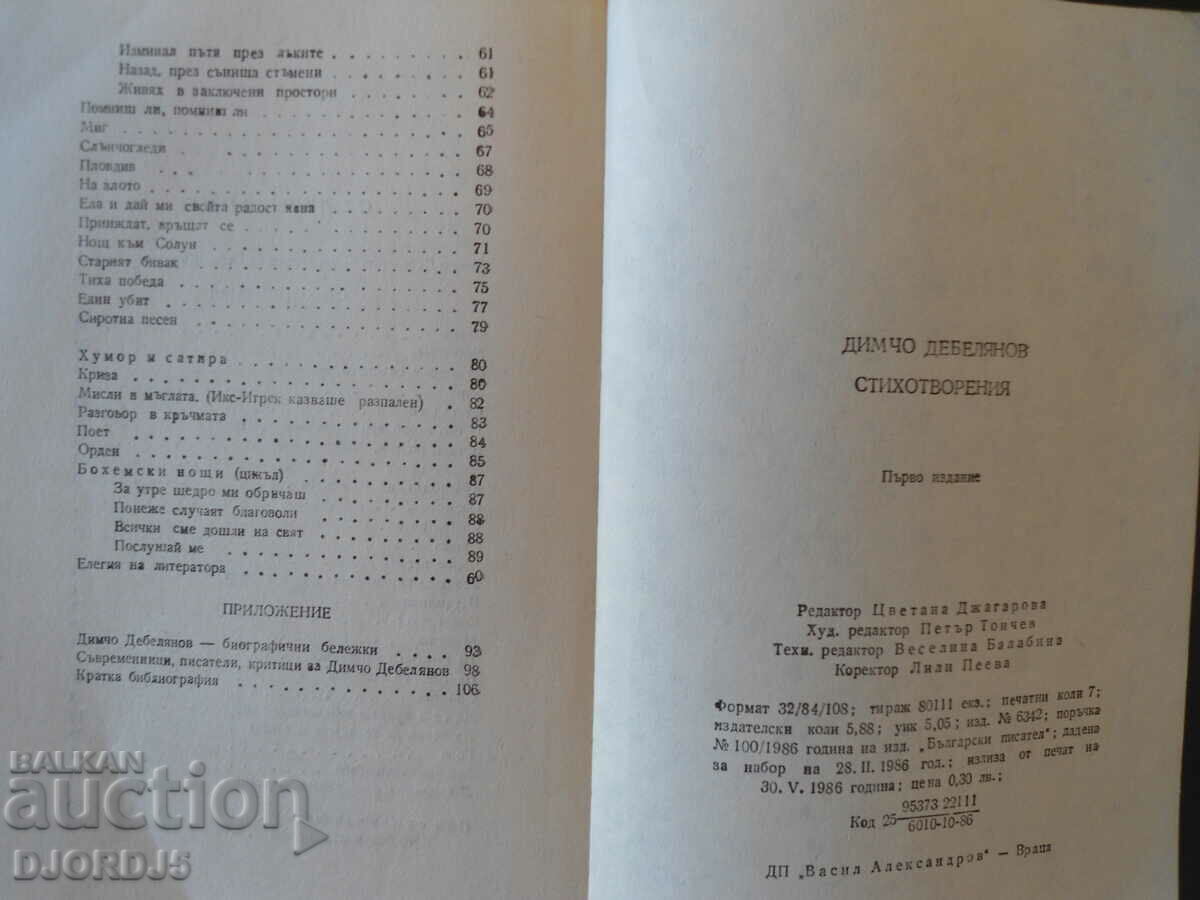 Изминал пътя през лъките . . . . . . . . 61
Назад, през сънища стъмени . . . . . . . . 61
Живях в заключени простори . . . . . . . 62
Помниш ли, помниш ли . . . . . . . . . . . 64
Миг . . . . . . . . . . . . . . . . . . 65
Слънчогледи . . . . . . . . . . . . . . . 67
Пловдив . . . . . . . . . . . . . . . . 68
На злото . . . . . . . . . . . . . . . . 69
Ела и дай ми свойта радост . . . . . . . . 70
Приижлат, връщат се . . . . . . . . . . . 70
Нощ към Солун . . . . . . . . . . . . . . 71
Старият бивак . . . . . . . . . . . . . . 73
Тиха победа . . . . . . . . . . . . . . . 75
Един убит . . . . . . . . . . . . . . . . 77
Сиротна песен . . . . . . . . . . . . . . 79
Хумор и сатира . . . . . . . . . . . . . 80
Криза . . . . . . . . . . . . . . . . . 80
Мисли в мъглата. (Икс-Игрек казваше разпален) . 82
Разговор в кръчмата . . . . . . . . . . . 83
Поет . . . . . . . . . . . . . . . . . . 84
Орден . . . . . . . . . . . . . . . . . 85
Бохемски нощи (цикъл) . . . . . . . . . . 87
За утре щедро ми обричаш . . . . . . . . 87
Понеже случаят благоволи . . . . . . . . 88
Всички сме дошли на свят . . . . . . . . 88
Послушай ме . . . . . . . . . . . . . 89
Елегия на литератора . . . . . . . . . . . 60
ПРИЛОЖЕНИЕ
Димчо Дебелянов — биографични бележки . . . . 93
Съвременници, писатели, критици за Димчо Дебелянов 98
Кратка библиография . . . . . . . . . . . 106
ДИМЧО ДЕБЕЛЯНОВ
СТИХОТВОРЕНИЯ
Първо издание
Редактор Цветана Джагарова
Худ. редактор Петър Тончев
Техн. редактор Веселина Балабина
Коректор Лили Пеева
Формат 32/84/108; тираж 80111 екз.; печатни коли 7;
издателски коли 5,88; уик 5,05; изд. № 6342; поръчка
№ 100/1986 година на изд. „Български писател“; дадена
за набор на 28. II. 1986 год.; излиза от печат на
30. V. 1986 година; цена 0,30 лв.;
95373 22111
Код 25
6010-10-86
ДП „Васил Александров“ — Враца
BALKAN
auction
DJORDJ5